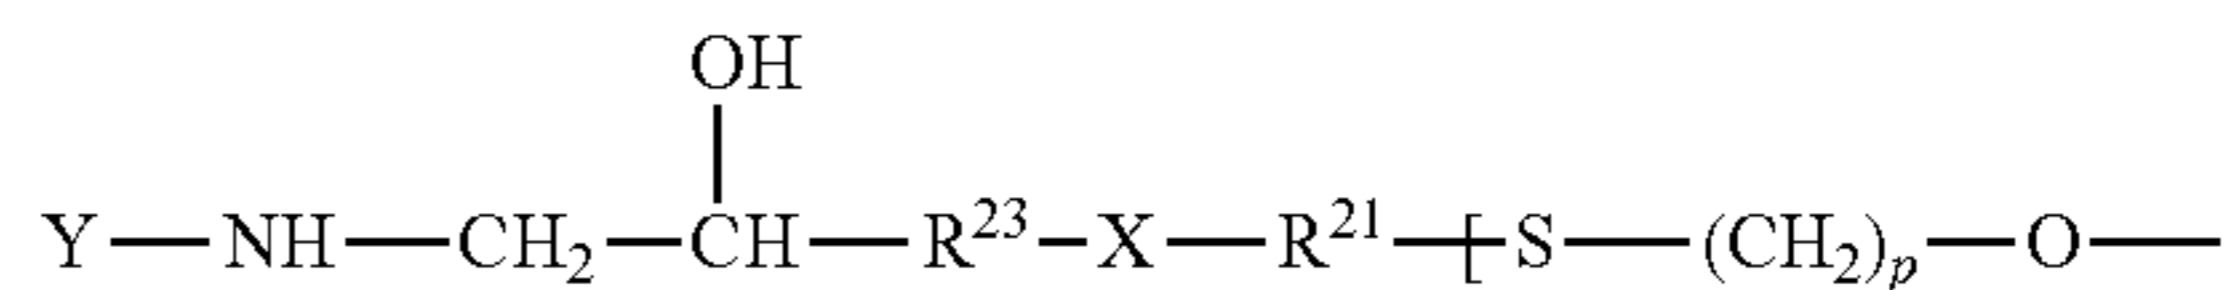 OH
Y—NH—CH₂—CH—R²³—X—R²¹—[S—(CH₂)ₚ—O—